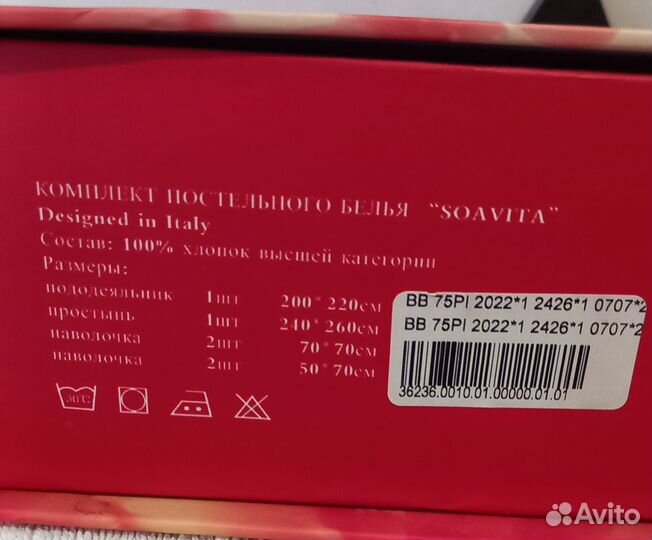 КОМПЛЕКТ ПОСТЕЛЬНОГО БЕЛЬЯ “SOAVITA”
Designed in Italy
Состав: 100% хлопок высшей категории
Размеры:
пододеяльник 1шт 200*220см
простынь 1шт 240*260см
наволочка 2шт 70*70см
наволочка 2шт 50*70см
30°C
BB 75PI 2022*1 2426*1 0707*2
BB 75PI 2022*1 2426*1 0707*2
36236.0010.01.00000.01.01
Avito